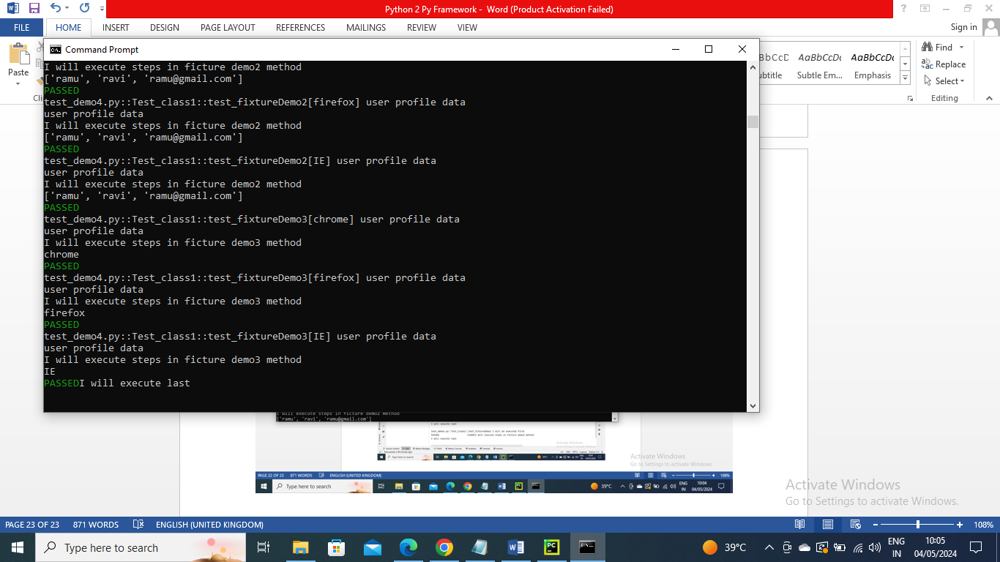 Python 2 Py Framework - Word (Product Activation Failed)
FILE HOME INSERT DESIGN PAGE LAYOUT REFERENCES MAILINGS REVIEW VIEW Sign in
Command Prompt
Paste
I will execute steps in ficture demo2 method
['ramu', 'ravi', 'ramu@gmail.com']
PASSED
test_demo4.py::Test_class1::test_fixtureDemo2[firefox] user profile data
user profile data
I will execute steps in ficture demo2 method
['ramu', 'ravi', 'ramu@gmail.com']
PASSED
test_demo4.py::Test_class1::test_fixtureDemo2[IE] user profile data
user profile data
I will execute steps in ficture demo2 method
['ramu', 'ravi', 'ramu@gmail.com']
PASSED
test_demo4.py::Test_class1::test_fixtureDemo3[chrome] user profile data
user profile data
I will execute steps in ficture demo3 method
chrome
PASSED
test_demo4.py::Test_class1::test_fixtureDemo3[firefox] user profile data
user profile data
I will execute steps in ficture demo3 method
firefox
PASSED
test_demo4.py::Test_class1::test_fixtureDemo3[IE] user profile data
user profile data
I will execute steps in ficture demo3 method
IE
PASSEDI will execute last
AaBbCcDc AaBbCcDc
Subtle Em... Emphasis
Find
Replace
Select
Editing
I will execute steps in ficture demo2 method
['ramu', 'ravi', 'ramu@gmail.com']
Activate Windows
Go to Settings to activate Windows.
PAGE 22 OF 23 871 WORDS ENGLISH (UNITED KINGDOM) 100%
Type here to search 39°C ENG IN 10:04 04/05/2024
Activate Windows
Go to Settings to activate Windows.
PAGE 23 OF 23 871 WORDS ENGLISH (UNITED KINGDOM) 108%
Type here to search 39°C ENG IN 10:05 04/05/2024